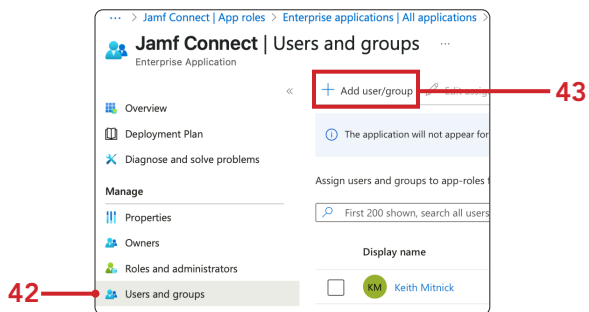 ··· > Jamf Connect | App roles > Enterprise applications | All applications >
Jamf Connect | Users and groups ···
Enterprise Application
«
Add user/group
Edit assig
43
Overview
Deployment Plan
Diagnose and solve problems
The application will not appear for
Manage
Assign users and groups to app-roles f
Properties
First 200 shown, search all users
Owners
Display name
Roles and administrators
42
Users and groups
KM Keith Mitnick